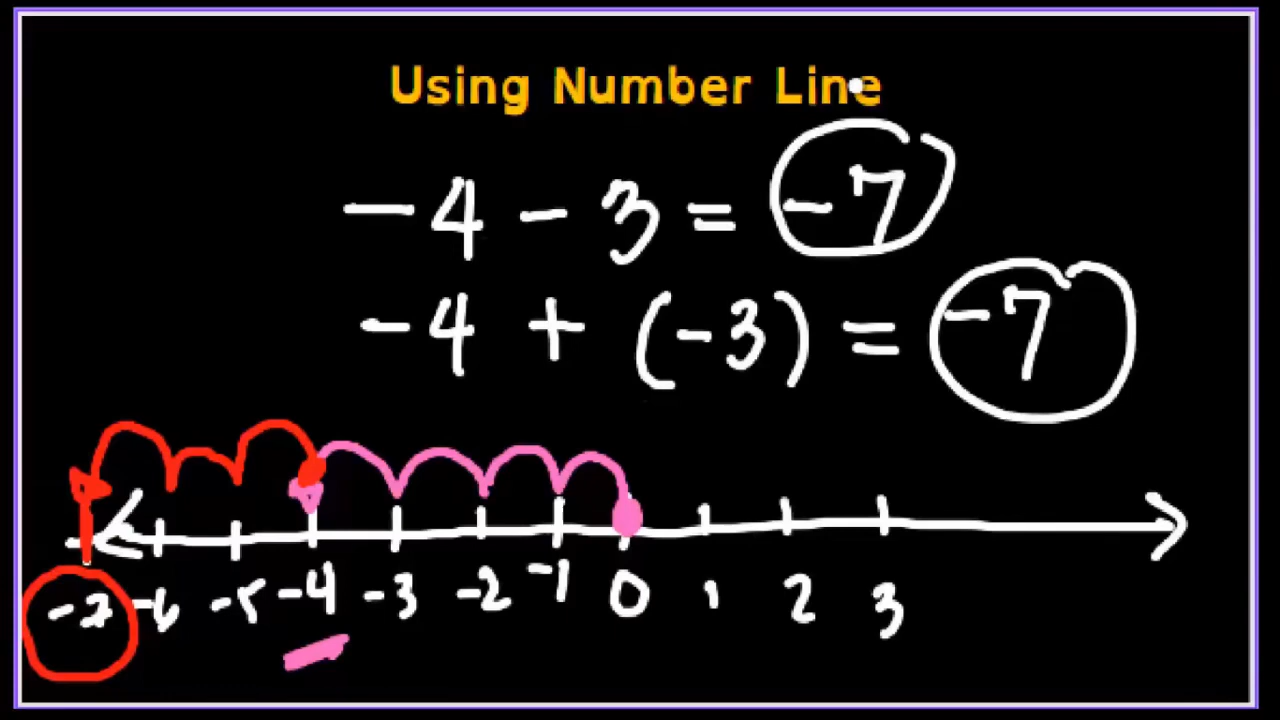 Using Number Line
-4 - 3 = -7
-4 + (-3) = -7
-7 -6 -5 -4 -3 -2 -1 0 1 2 3